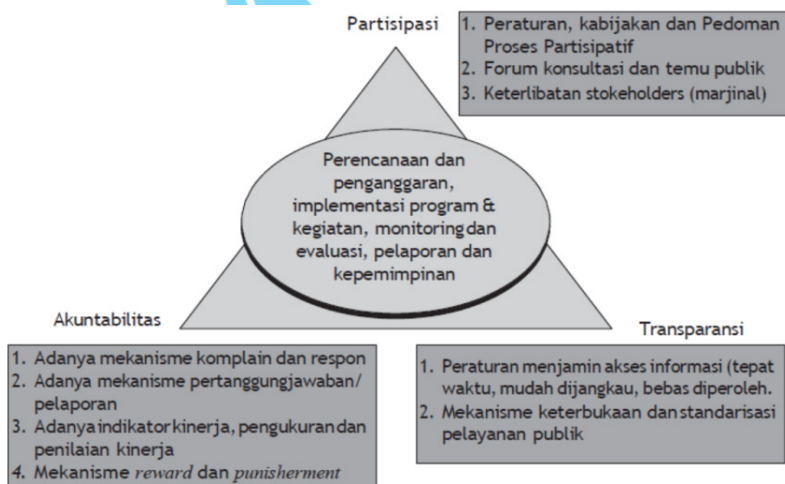 Partisipasi
1. Peraturan, kabijakan dan Pedoman
Proses Partisipatif
2. Forum konsultasi dan temu publik
3. Keterlibatan stokeholders (marjinal)
Perencanaan dan
penganggaran,
implementasi program &
kegiatan, monitoring dan
evaluasi, pelaporan dan
kepemimpinan
Akuntabilitas
1. Adanya mekanisme komplain dan respon
2. Adanya mekanisme pertanggungjawaban/
pelaporan
3. Adanya indikator kinerja, pengukuran dan
penilaian kinerja
4. Mekanisme reward dan punisherment
Transparansi
1. Peraturan menjamin akses informasi (tepat
waktu, mudah dijangkau, bebas diperoleh.
2. Mekanisme keterbukaan dan standarisasi
pelayanan publik